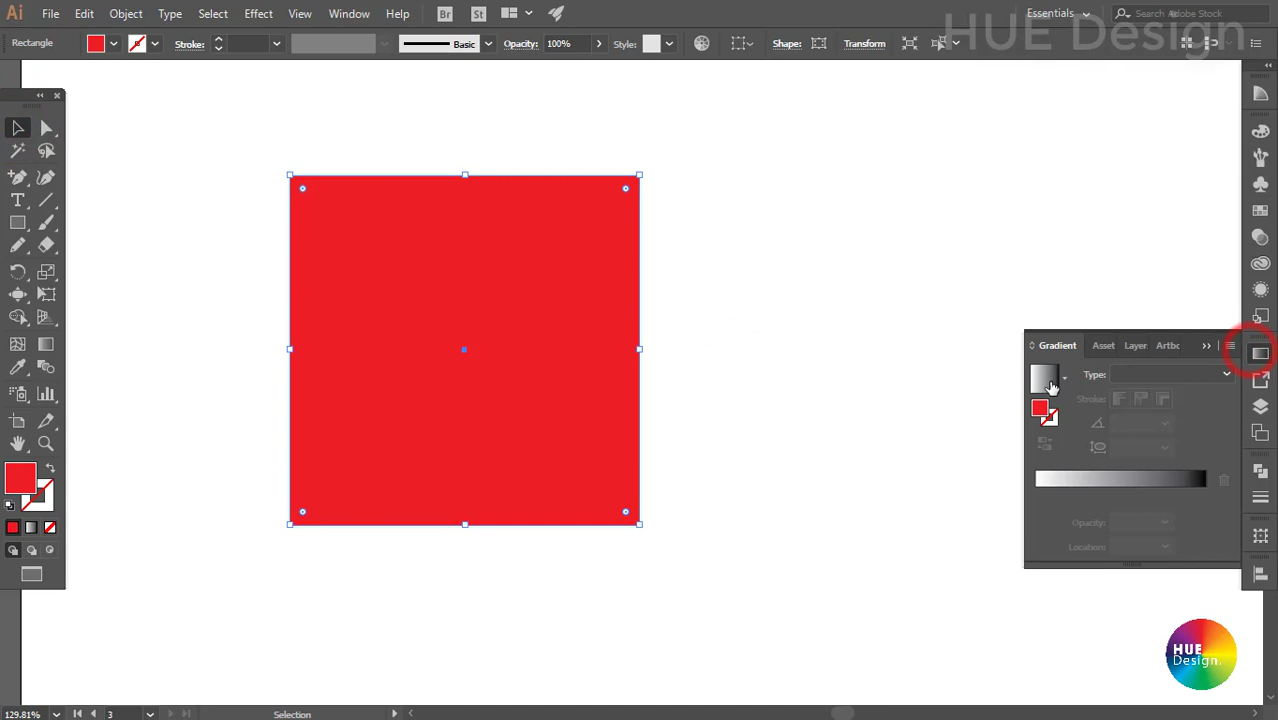 Ai File Edit Object Type Select Effect View Window Help Br St Essentials Search Adobe Stock
HUE Design
Rectangle Stroke: Basic Opacity: 100% Style: Shape: Transform
Gradient Asset Layer Artbc
Type:
Stroke:
Opacity:
Location:
HUE
Design.
129.81% 3 Selection